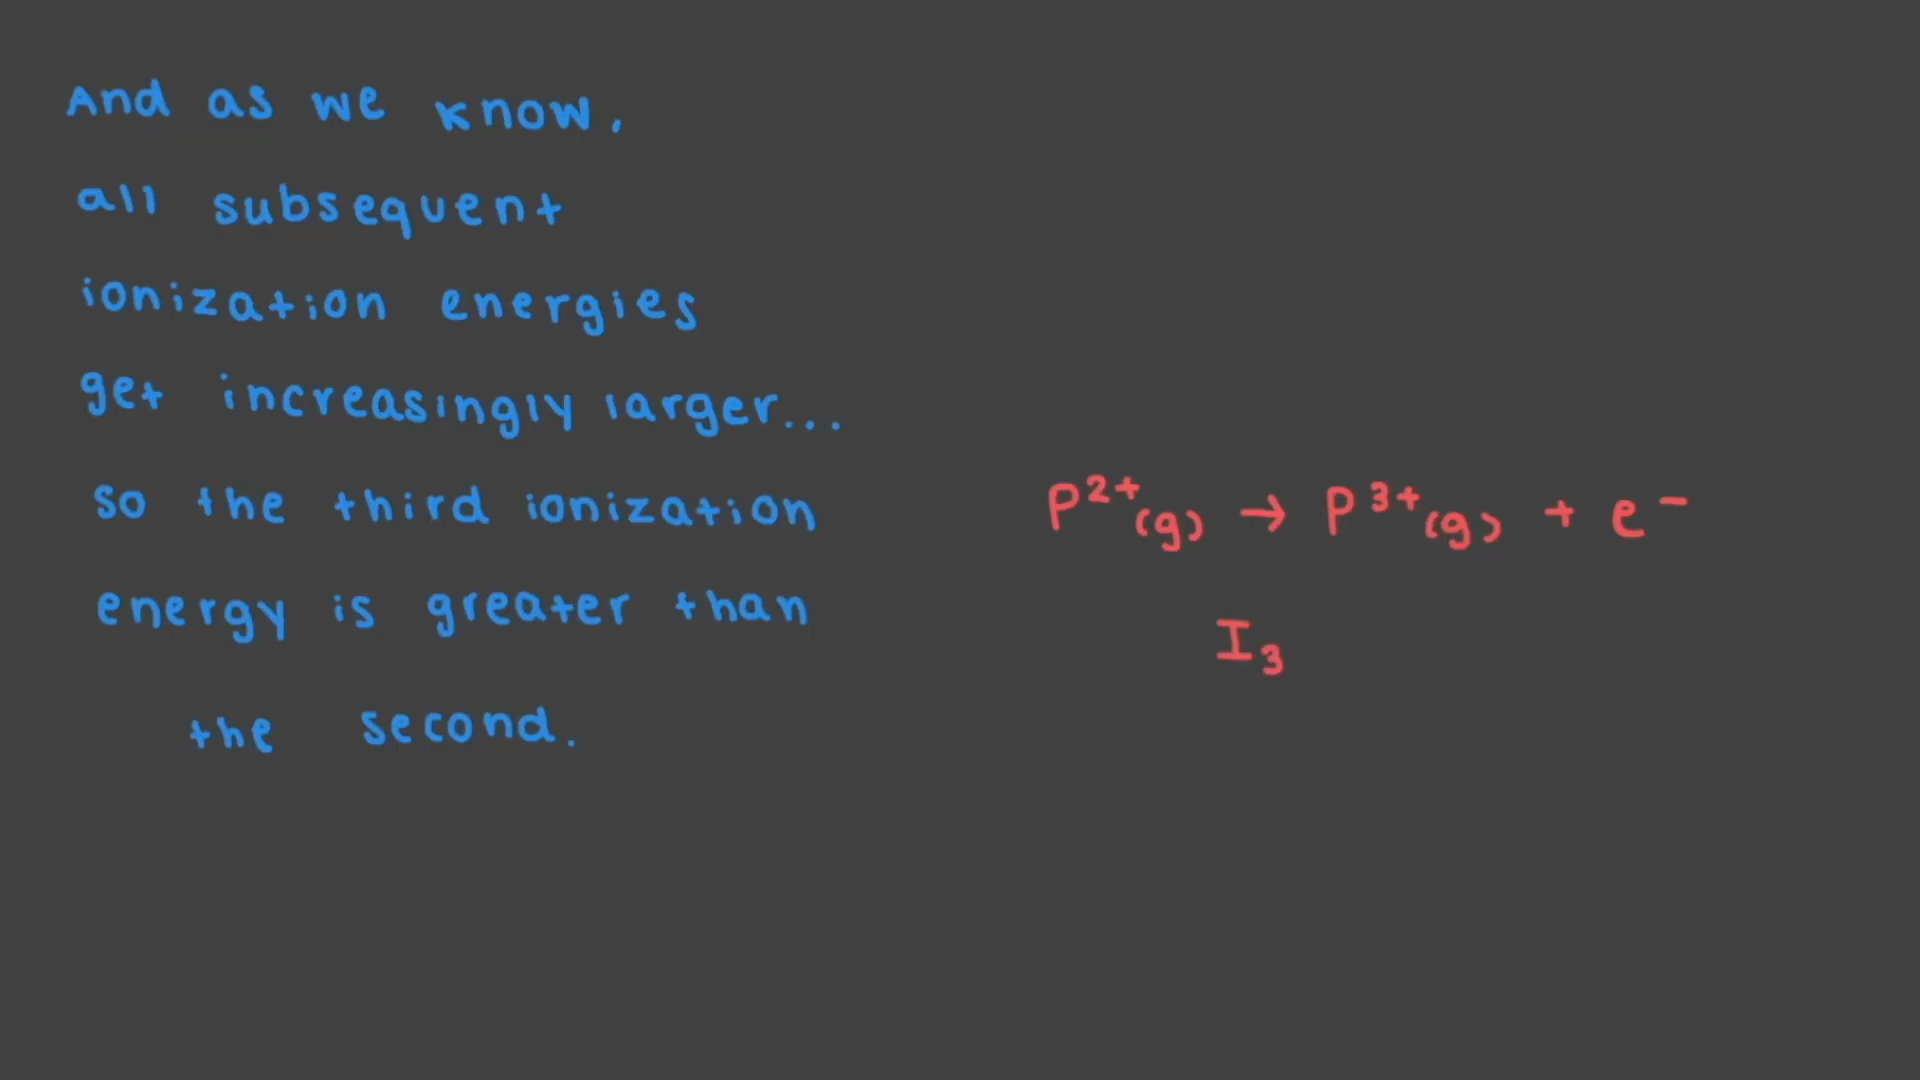 And as we know,
all subsequent
ionization energies
get increasingly larger...
so the third ionization
energy is greater than
the second.
P²⁺(g) → P³⁺(g) + e⁻
I₃